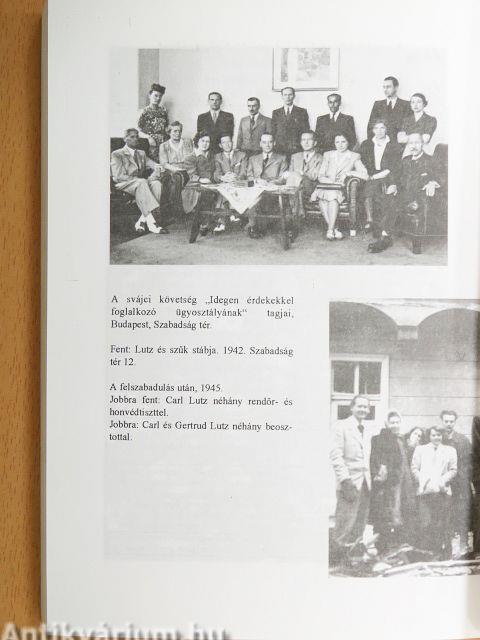 A svájci követség „Idegen érdekekkel
foglalkozó ügyosztályának“ tagjai,
Budapest, Szabadság tér.
Fent: Lutz és szűk stábja. 1942. Szabadság
tér 12.
A felszabadulás után, 1945.
Jobbra fent: Carl Lutz néhány rendőr- és
honvédtiszttel.
Jobbra: Carl és Gertrud Lutz néhány beosz-
tottal.
Antikvárium.hu